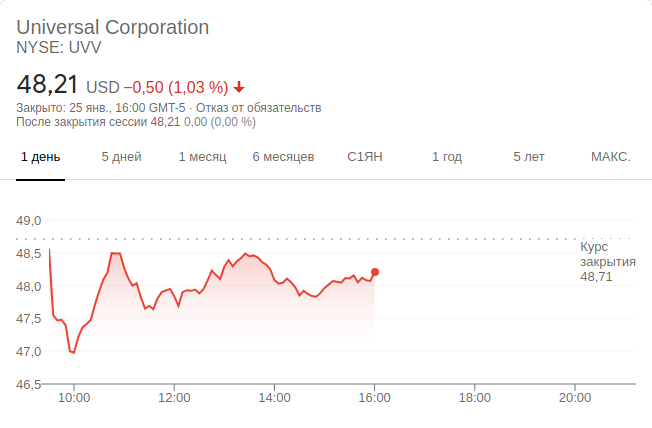 Universal Corporation
NYSE: UVV
48,21 USD −0,50 (1,03 %)
Закрыто: 25 янв., 16:00 GMT-5 · Отказ от обязательств
После закрытия сессии 48,21 0,00 (0,00 %)
1 день 5 дней 1 месяц 6 месяцев С1ЯН 1 год 5 лет МАКС.
49,0
48,5
48,0
47,5
47,0
46,5
Курс
закрытия
48,71
10:00 12:00 14:00 16:00 18:00 20:00